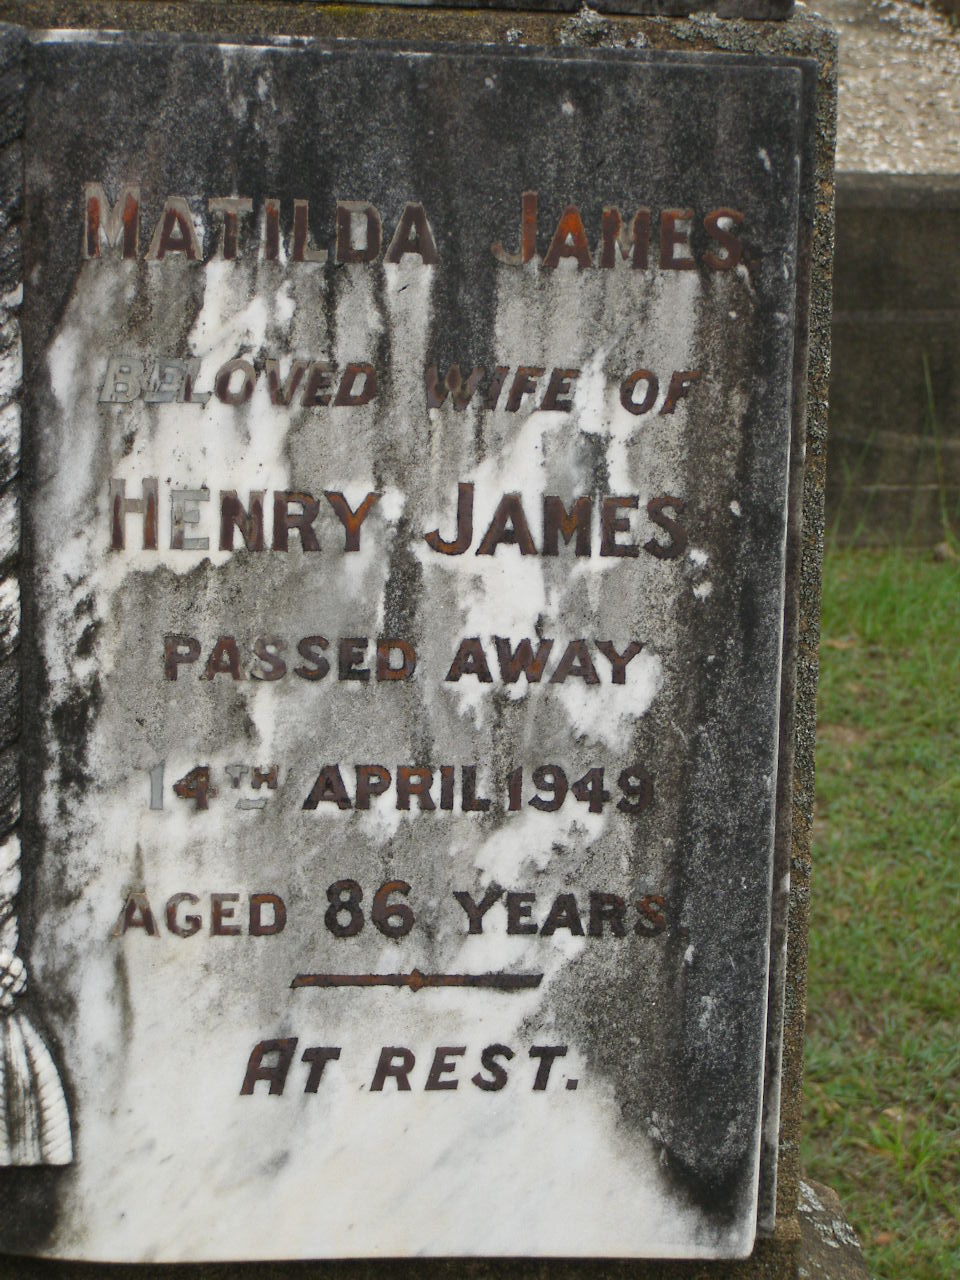 MATILDA JAMES.
BELOVED WIFE OF
HENRY JAMES
PASSED AWAY
14TH APRIL 1949
AGED 86 YEARS.
AT REST.